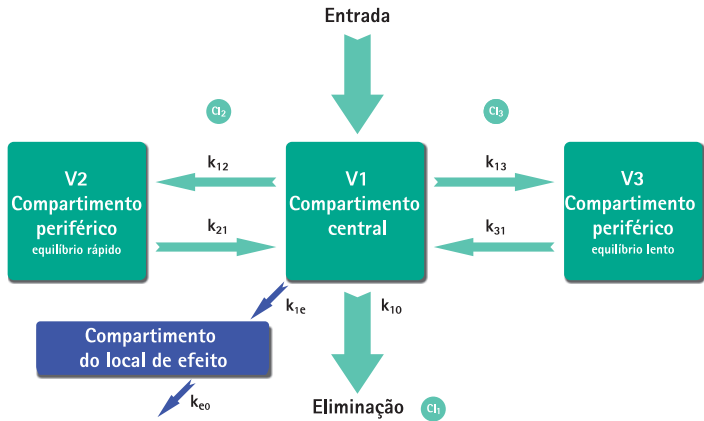 Entrada
Cl₂
Cl₃
V2
Compartimento
periférico
equilíbrio rápido
k₁₂
k₂₁
V1
Compartimento
central
k₁₃
k₃₁
V3
Compartimento
periférico
equilíbrio lento
k₁ₑ
k₁₀
Compartimento
do local de efeito
kₑ₀
Eliminação
Cl₁